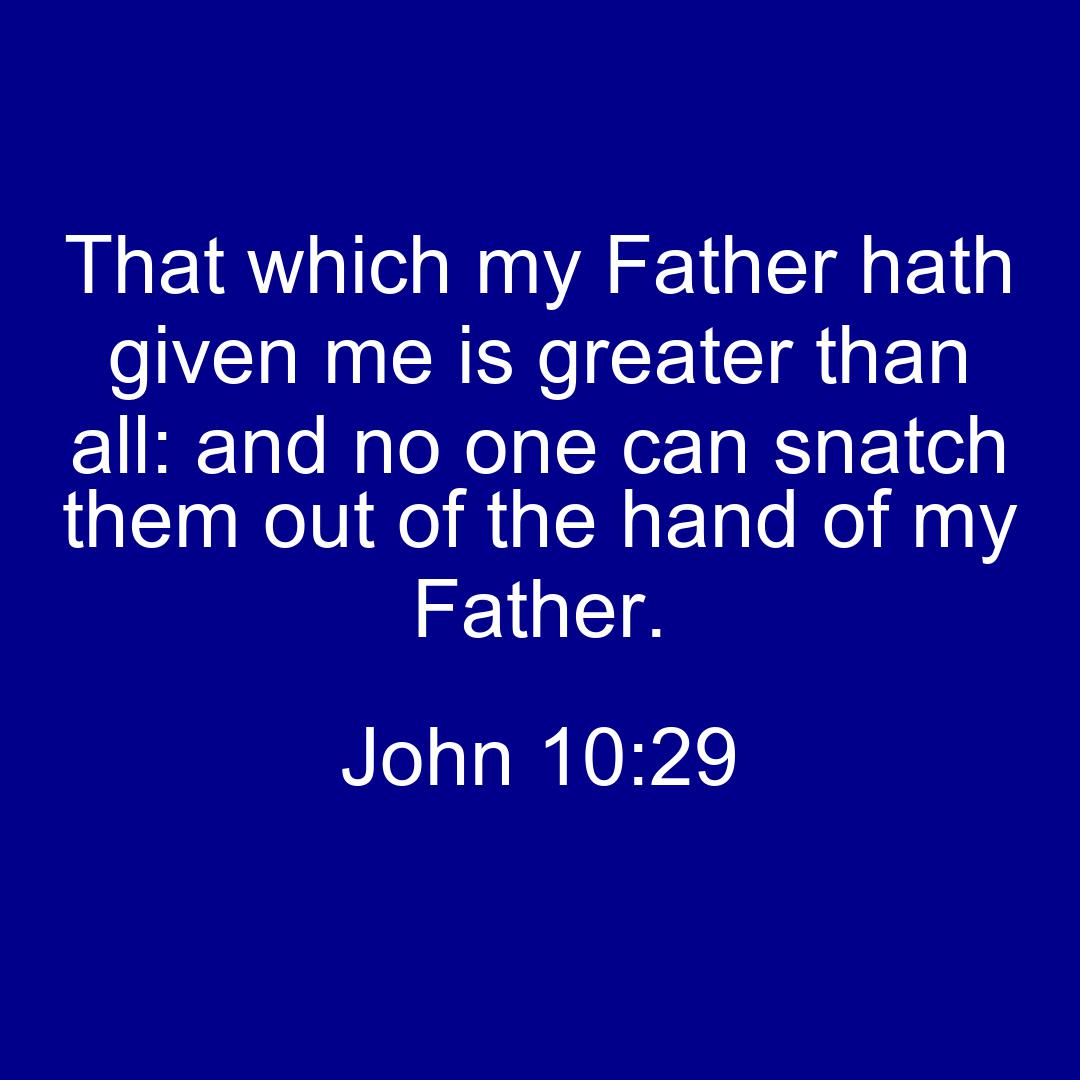 That which my Father hath
given me is greater than
all: and no one can snatch
them out of the hand of my
Father.
John 10:29